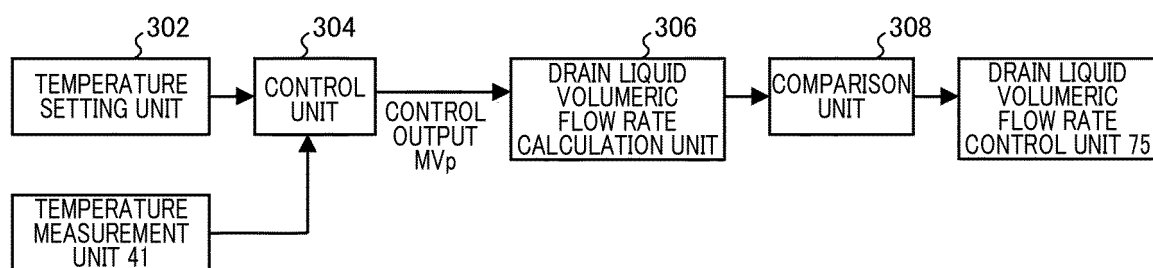 302
304
306
308
TEMPERATURE
SETTING UNIT
CONTROL
UNIT
CONTROL
OUTPUT
MVp
DRAIN LIQUID
VOLUMERIC
FLOW RATE
CALCULATION UNIT
COMPARISON
UNIT
DRAIN LIQUID
VOLUMERIC
FLOW RATE
CONTROL UNIT 75
TEMPERATURE
MEASUREMENT
UNIT 41